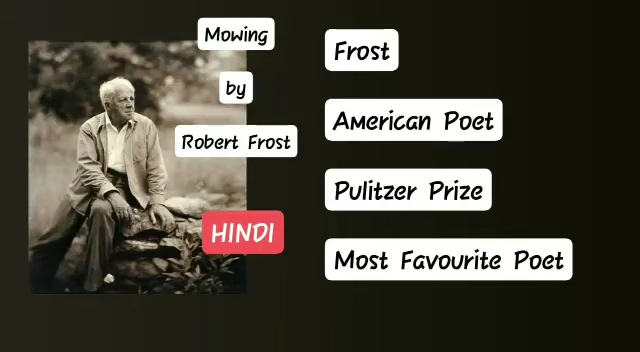 Mowing
by
Robert Frost
HINDI
Frost
American Poet
Pulitzer Prize
Most Favourite Poet